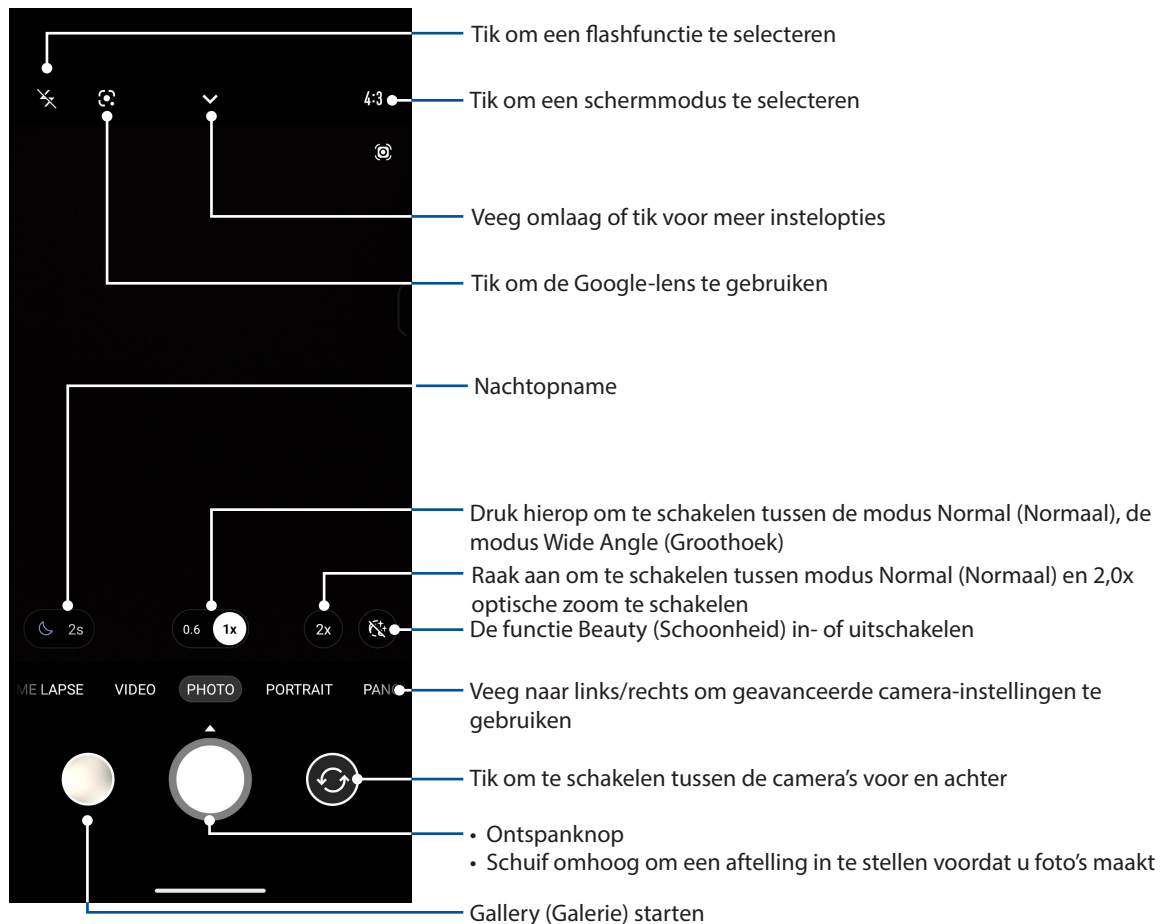 Tik om een flashfunctie te selecteren
4:3
Tik om een schermmodus te selecteren
Veeg omlaag of tik voor meer instelopties
Tik om de Google-lens te gebruiken
Nachtopname
Druk hierop om te schakelen tussen de modus Normal (Normaal), de
modus Wide Angle (Groothoek)
Raak aan om te schakelen tussen modus Normal (Normaal) en 2,0x
optische zoom te schakelen
2s
0.6 1x
2x
De functie Beauty (Schoonheid) in- of uitschakelen
ME LAPSE VIDEO PHOTO PORTRAIT PANO
Veeg naar links/rechts om geavanceerde camera-instellingen te
gebruiken
Tik om te schakelen tussen de camera’s voor en achter
• Ontspanknop
• Schuif omhoog om een aftelling in te stellen voordat u foto’s maakt
Gallery (Galerie) starten